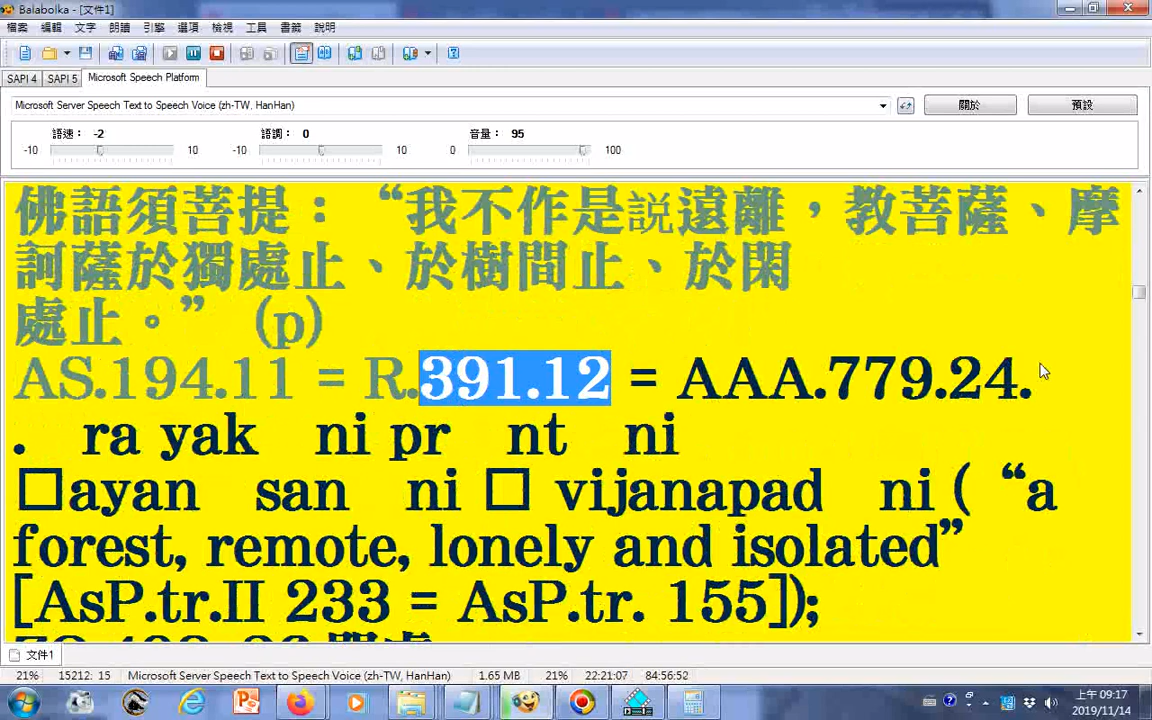 Balabolka - [文件1]
檔案 編輯 文字 朗讀 引擎 選項 檢視 工具 書籤 說明
SAPI 4 SAPI 5 Microsoft Speech Platform
Microsoft Server Speech Text to Speech Voice (zh-TW, HanHan) 關於 預設
語速： -2 語調： 0 音量： 95
-10 10 -10 10 0 100
佛語須菩提：“我不作是説遠離，教菩薩、摩
訶薩於獨處止、於樹間止、於閑
處止。” (p)
AS.194.11 = R.391.12 = AAA.779.24.
. ra yak ni pr nt ni
□ayan san ni □ vijanapad ni ( “a
forest, remote, lonely and isolated”
[AsP.tr.II 233 = AsP.tr. 155]);
文件1
21% 15212: 15 Microsoft Server Speech Text to Speech Voice (zh-TW, HanHan) 1.65 MB 21% 22:21:07 84:56:52
上午 09:17
2019/11/14